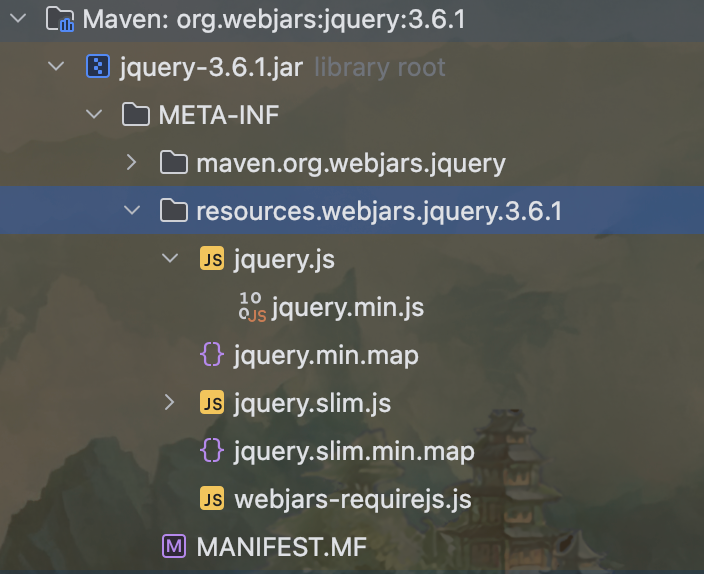 Maven: org.webjars:jquery:3.6.1
jquery-3.6.1.jar library root
META-INF
maven.org.webjars.jquery
resources.webjars.jquery.3.6.1
JS jquery.js
10 0JS jquery.min.js
{} jquery.min.map
JS jquery.slim.js
{} jquery.slim.min.map
JS webjars-requirejs.js
M MANIFEST.MF